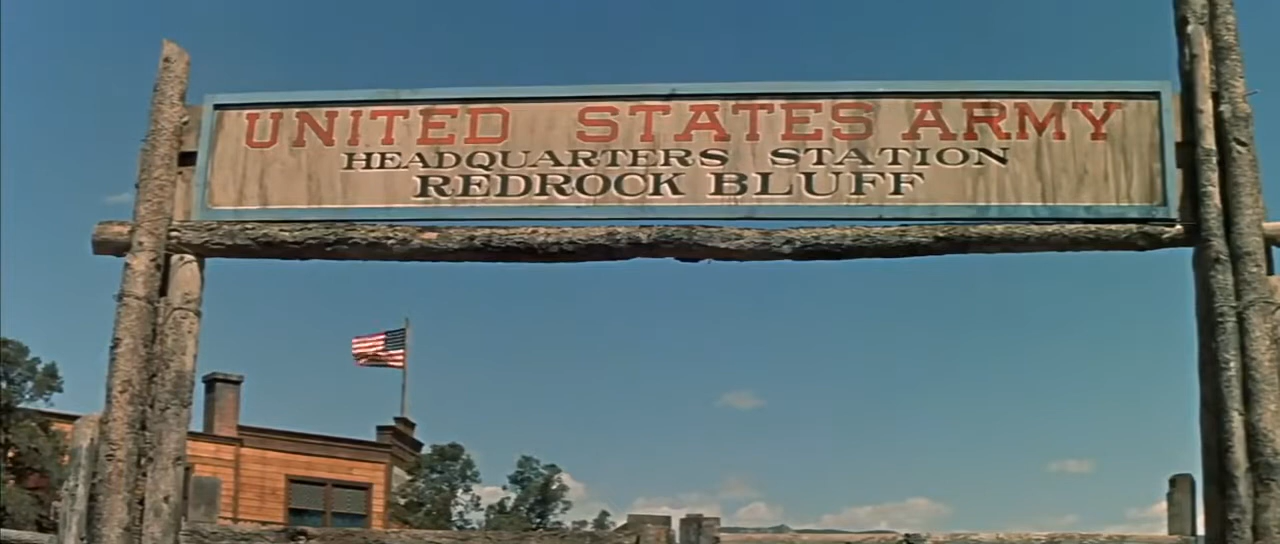 UNITED STATES ARMY
HEADQUARTERS STATION
REDROCK BLUFF